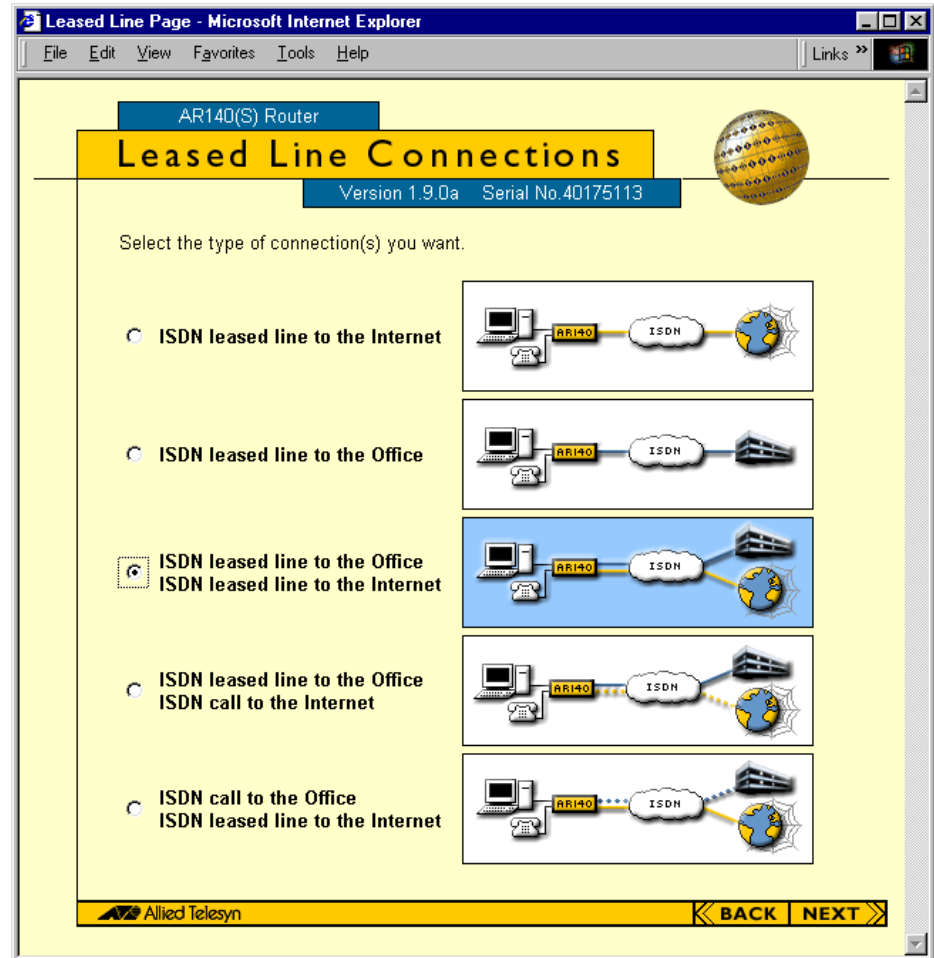 Leased Line Page - Microsoft Internet Explorer
File Edit View Favorites Tools Help Links »
AR140(S) Router
Leased Line Connections
Version 1.9.0a Serial No.40175113
Select the type of connection(s) you want.
ISDN leased line to the Internet
AR140 ISDN
ISDN leased line to the Office
AR140 ISDN
ISDN leased line to the Office
ISDN leased line to the Internet
AR140 ISDN
ISDN leased line to the Office
ISDN call to the Internet
AR140 ISDN
ISDN call to the Office
ISDN leased line to the Internet
AR140 ISDN
Allied Telesyn
BACK NEXT